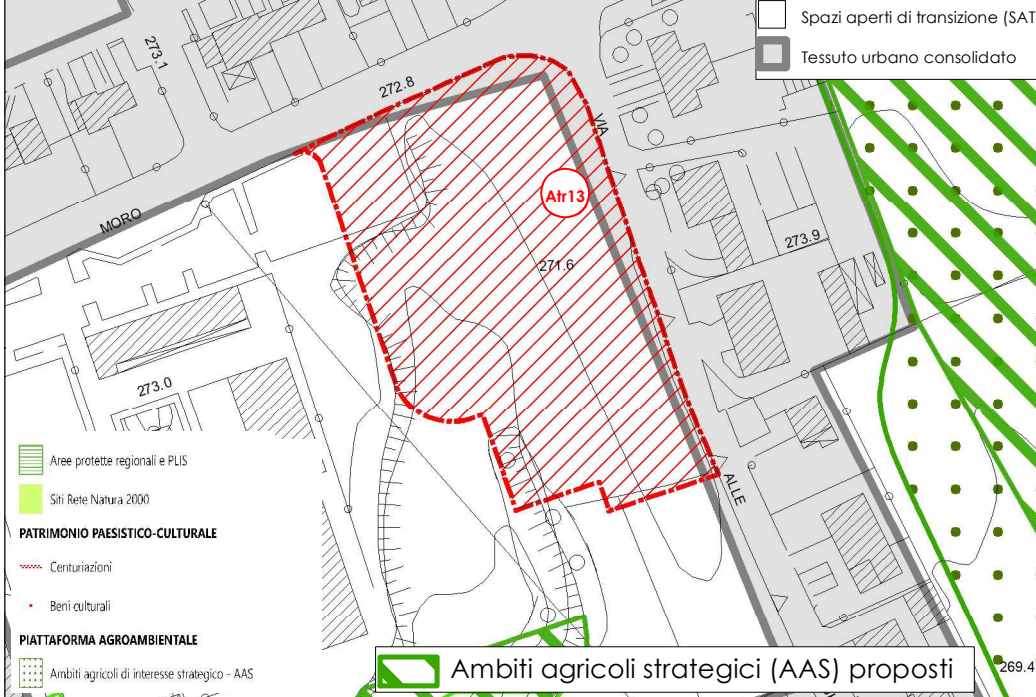 Spazi aperti di transizione (SAT
Tessuto urbano consolidato
273.1
272.8
VIA
MORO
Atr13
273.9
271.6
273.0
ALLE
Aree protette regionali e PLIS
Siti Rete Natura 2000
PATRIMONIO PAESISTICO-CULTURALE
Centuriazioni
Beni culturali
PIATTAFORMA AGROAMBIENTALE
Ambiti agricoli di interesse strategico - AAS
Ambiti agricoli strategici (AAS) proposti
269.4